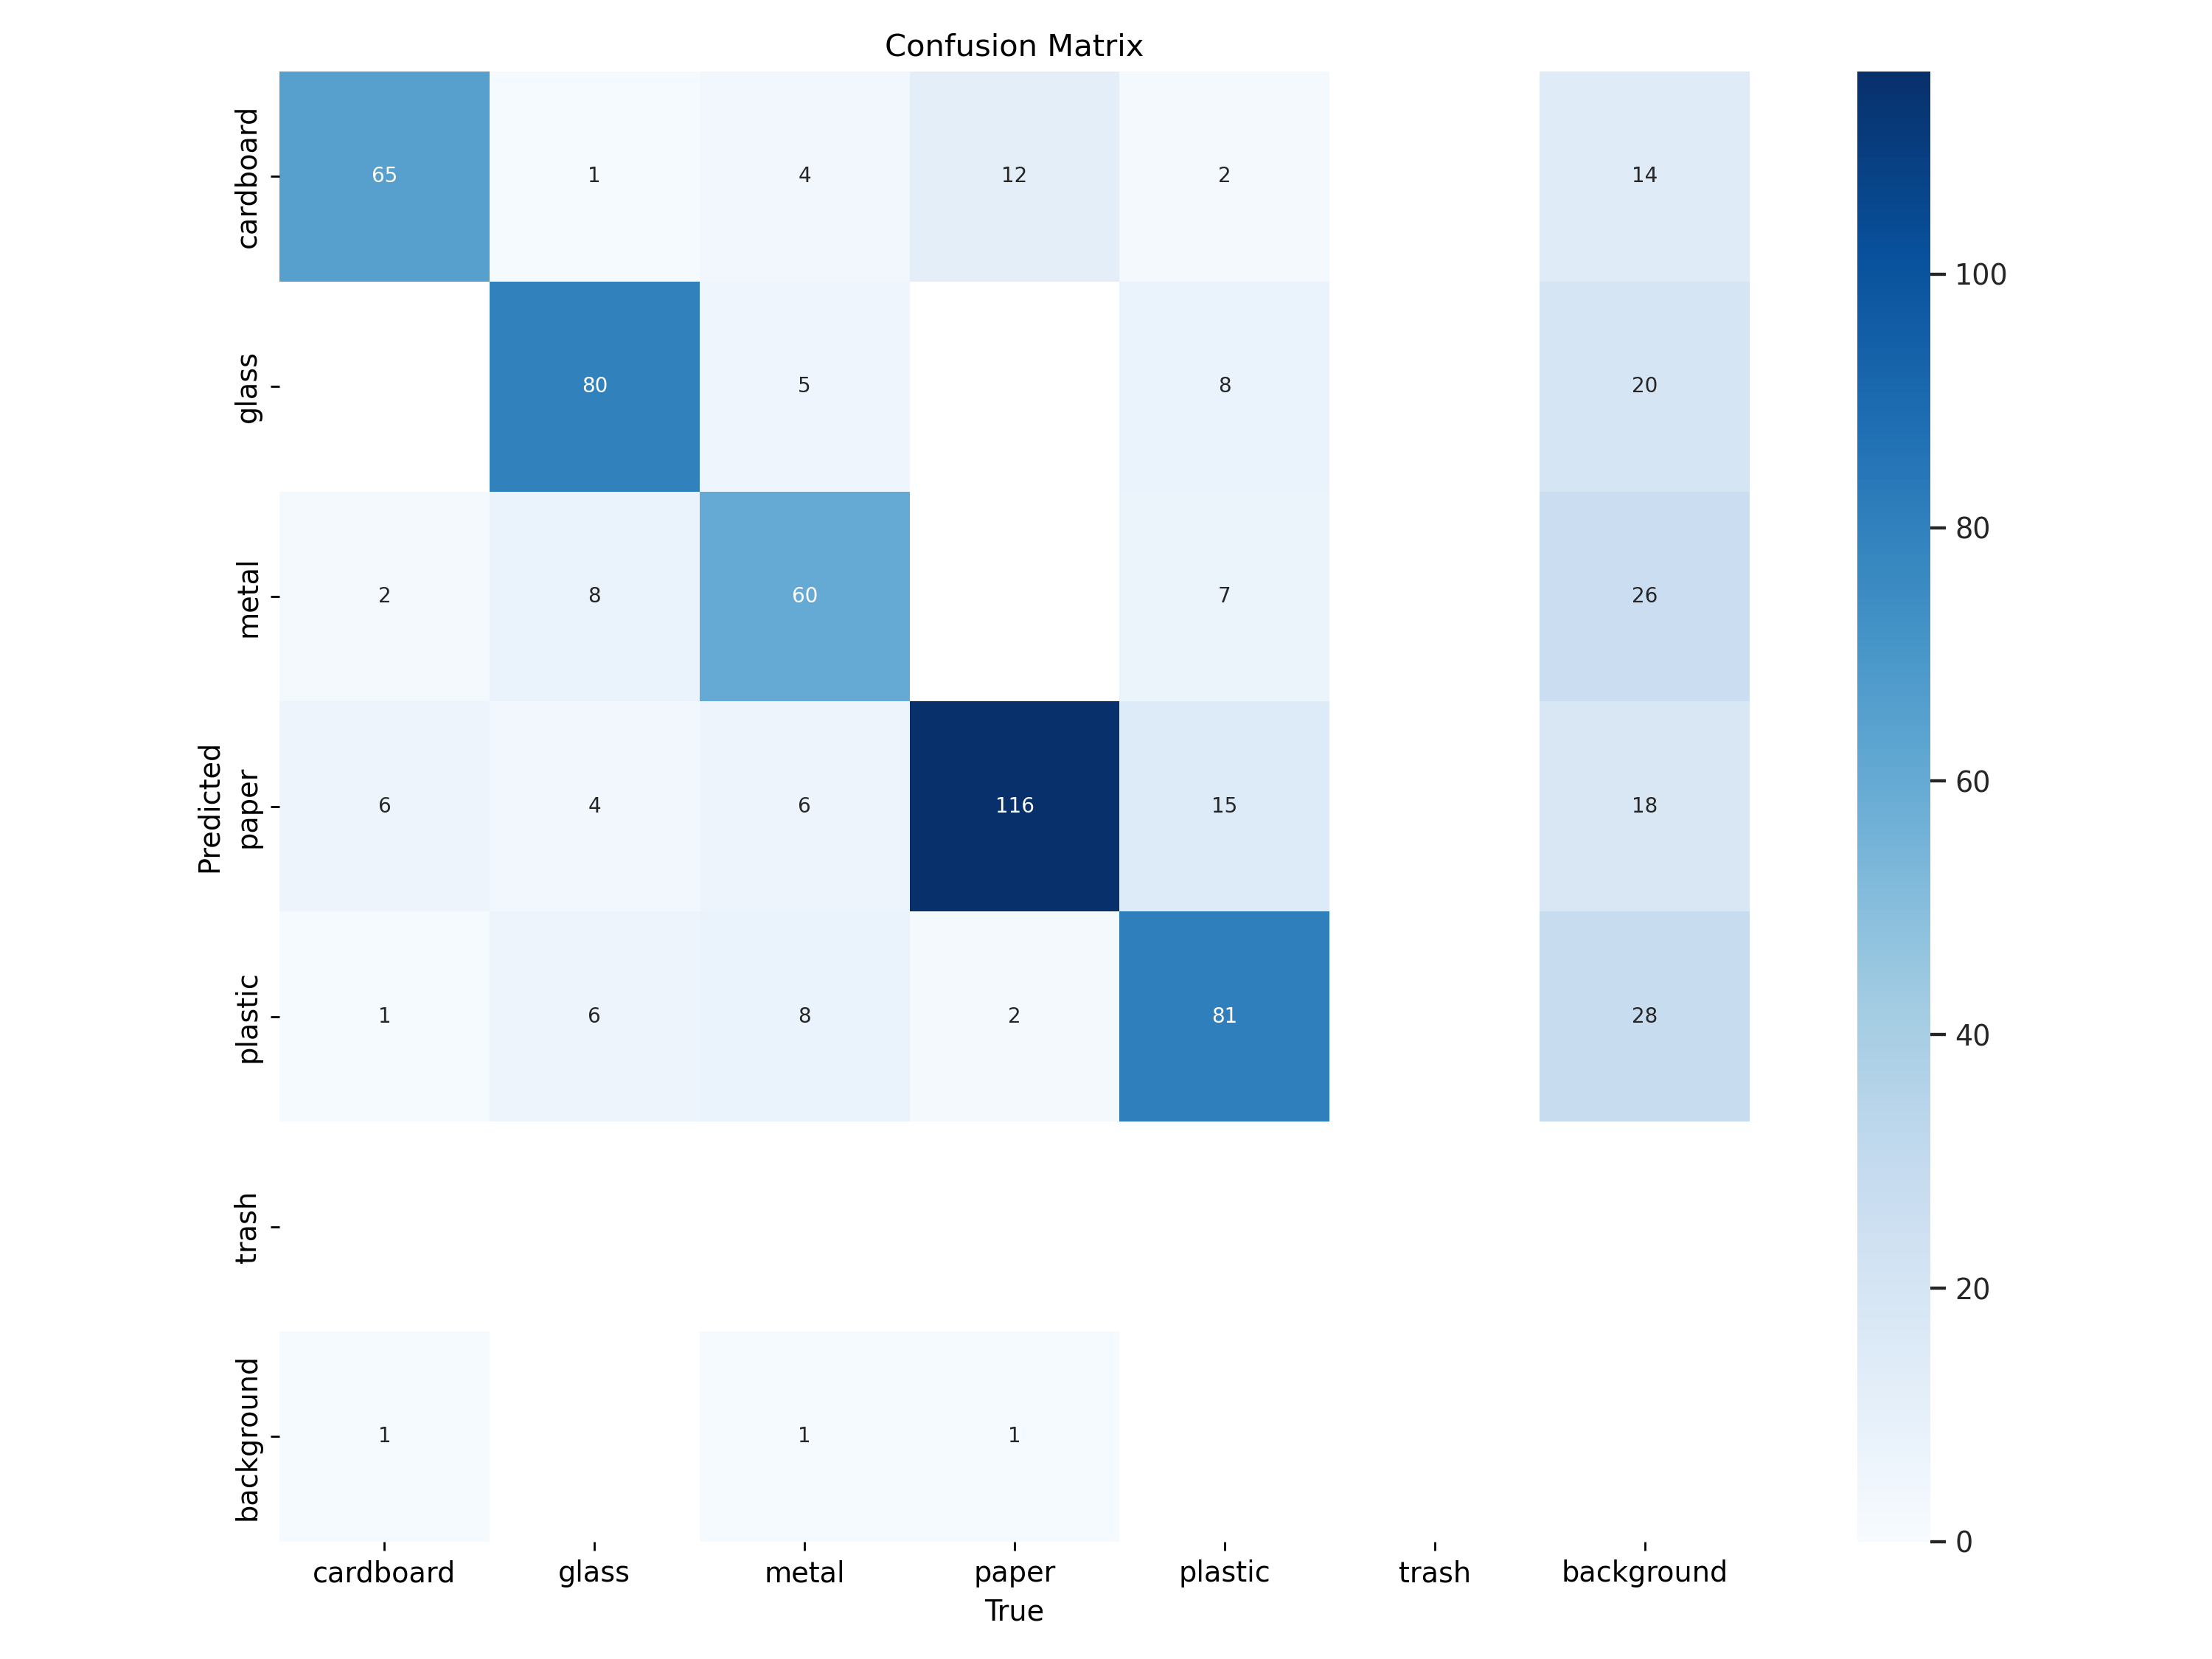 Confusion Matrix
Predicted
cardboard
65
1
4
12
2
14
glass
80
5
8
20
metal
2
8
60
7
26
paper
6
4
6
116
15
18
plastic
1
6
8
2
81
28
trash
background
1
1
1
cardboard
glass
metal
paper
plastic
trash
background
True
100
80
60
40
20
0